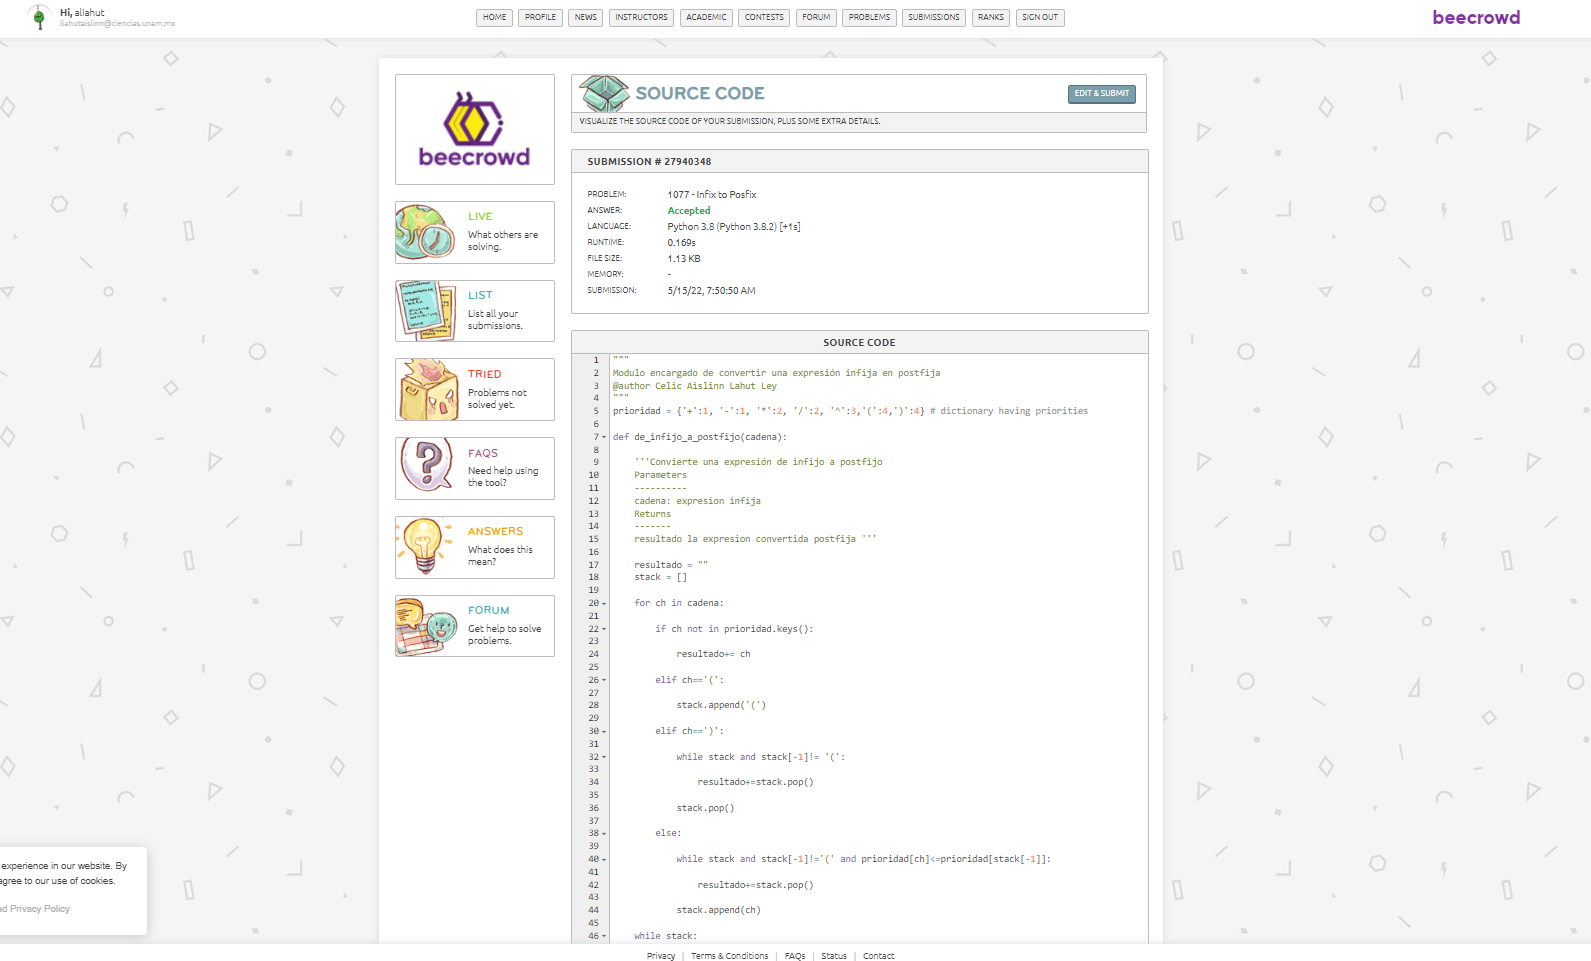 Hi, aliahut
liahutaislinn@ciencias.unam.mx
HOME PROFILE NEWS INSTRUCTORS ACADEMIC CONTESTS FORUM PROBLEMS SUBMISSIONS RANKS SIGN OUT
beecrowd
beecrowd
LIVE
What others are
solving.
LIST
List all your
submissions.
TRIED
Problems not
solved yet.
FAQS
Need help using
the tool?
ANSWERS
What does this
mean?
FORUM
Get help to solve
problems.
SOURCE CODE
EDIT & SUBMIT
VISUALIZE THE SOURCE CODE OF YOUR SUBMISSION, PLUS SOME EXTRA DETAILS.
SUBMISSION # 27940348
PROBLEM: 1077 - Infix to Posfix
ANSWER: Accepted
LANGUAGE: Python 3.8 (Python 3.8.2) [+1s]
RUNTIME: 0.169s
FILE SIZE: 1.13 KB
MEMORY: -
SUBMISSION: 5/15/22, 7:50:50 AM
SOURCE CODE
1 """
2 Modulo encargado de convertir una expresión infija en postfija
3 @author Celic Aislinn Lahut Ley
4 """
5 prioridad = {'+':1, '-':1, '*':2, '/':2, '^':3,'(':4,')':4} # dictionary having priorities
6
7 def de_infijo_a_postfijo(cadena):
8
9 '''Convierte una expresión de infijo a postfijo
10 Parameters
11 ----------
12 cadena: expresion infija
13 Returns
14 -------
15 resultado la expresion convertida postfija '''
16
17 resultado = ""
18 stack = []
19
20 for ch in cadena:
21
22 if ch not in prioridad.keys():
23
24 resultado+= ch
25
26 elif ch=='(':
27
28 stack.append('(')
29
30 elif ch==')':
31
32 while stack and stack[-1]!= '(':
33
34 resultado+=stack.pop()
35
36 stack.pop()
37
38 else:
39
40 while stack and stack[-1]!='(' and prioridad[ch]<=prioridad[stack[-1]]:
41
42 resultado+=stack.pop()
43
44 stack.append(ch)
45
46 while stack:
experience in our website. By
agree to our use of cookies.
Privacy Policy
Privacy | Terms & Conditions | FAQs | Status | Contact